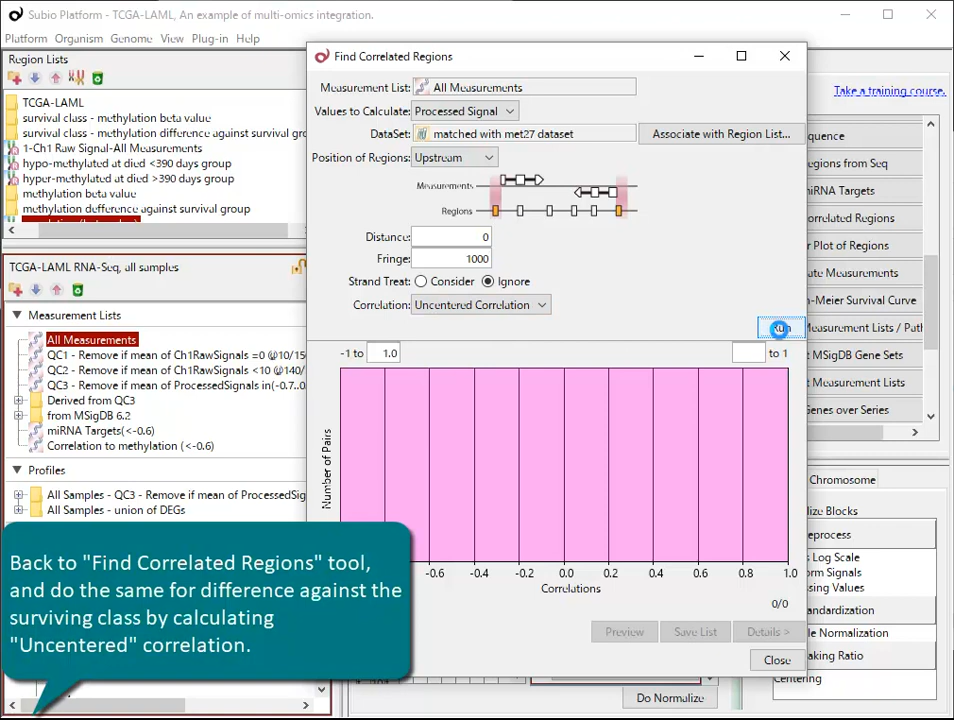 Subio Platform - TCGA-LAML, An example of multi-omics integration.
Platform Organism Genome View Plug-in Help
Region Lists
TCGA-LAML
survival class - methylation beta value
survival class - methylation difference against survival gro
1-Ch1 Raw Signal-All Measurements
hypo-methylated at died <390 days group
hyper-methylated at died >390 days group
methylation beta value
methylation difference against survival group
TCGA-LAML RNA-Seq, all samples
Measurement Lists
All Measurements
QC1 - Remove if mean of Ch1RawSignals =0 @10/15
QC2 - Remove if mean of Ch1RawSignals <10 @140/
QC3 - Remove if mean of ProcessedSignals in(-0.7..0
Derived from QC3
from MSigDB 6.2
miRNA Targets(<-0.6)
Correlation to methylation (<-0.6)
Profiles
All Samples - QC3 - Remove if mean of ProcessedSig
All Samples - union of DEGs
Back to "Find Correlated Regions" tool,
and do the same for difference against the
surviving class by calculating
"Uncentered" correlation.
Find Correlated Regions
Measurement List: All Measurements
Values to Calculate: Processed Signal
DataSet: matched with met27 dataset Associate with Region List...
Position of Regions: Upstream
Measurements
Regions
Distance: 0
Fringe: 1000
Strand Treat: Consider Ignore
Correlation: Uncentered Correlation
Run
-1 to 1.0 to 1
Number of Pairs
-0.6 -0.4 -0.2 0.0 0.2 0.4 0.6 0.8 1.0
Correlations
0/0
Preview Save List Details >
Close
Do Normalize
Take a training course.
equence
egions from Seq
miRNA Targets
orrelated Regions
r Plot of Regions
ate Measurements
n-Meier Survival Curve
Measurement Lists / Path
t MSigDB Gene Sets
t Measurement Lists
Genes over Series
Chromosome
lize Blocks
eprocess
s Log Scale
orm Signals
sing Values
andardization
le Normalization
aking Ratio
Centering